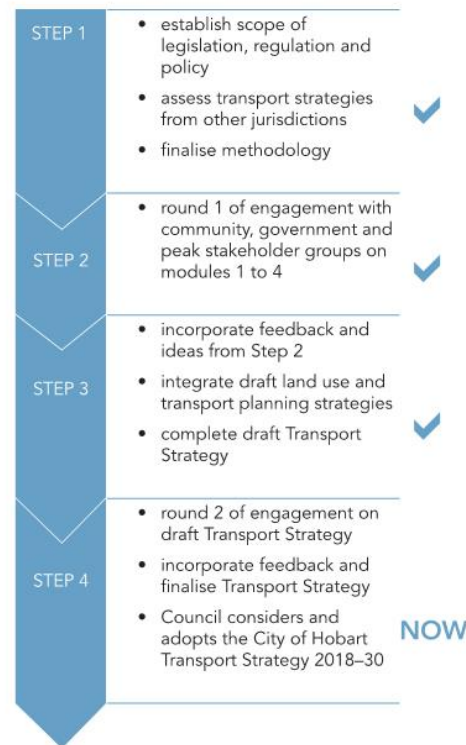 STEP 1
• establish scope of
legislation, regulation and
policy
• assess transport strategies
from other jurisdictions
• finalise methodology
STEP 2
• round 1 of engagement with
community, government and
peak stakeholder groups on
modules 1 to 4
STEP 3
• incorporate feedback and
ideas from Step 2
• integrate draft land use and
transport planning strategies
• complete draft Transport
Strategy
STEP 4
• round 2 of engagement on
draft Transport Strategy
• incorporate feedback and
finalise Transport Strategy
• Council considers and
adopts the City of Hobart
Transport Strategy 2018–30
NOW